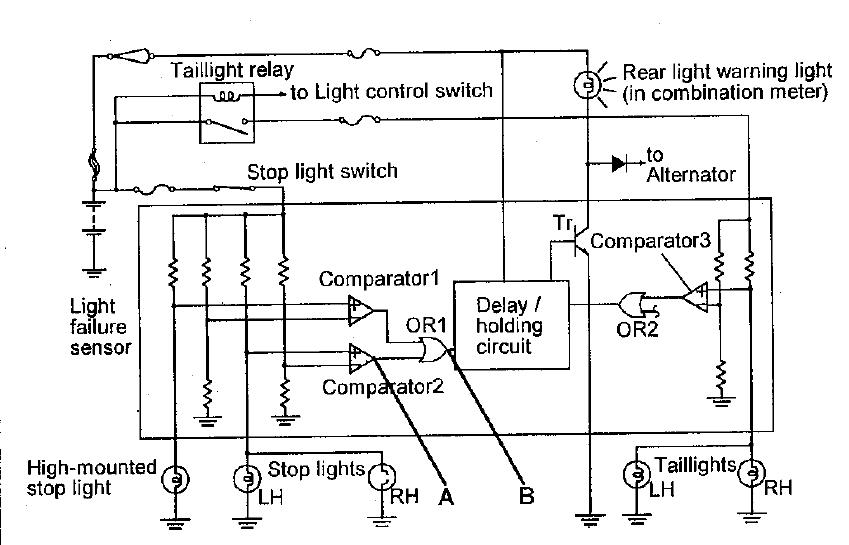 Taillight relay
to Light control switch
Rear light warning light
(in combination meter)
Stop light switch
to
Alternator
Tr
Comparator3
Comparator1
Light
failure
sensor
OR1
Delay /
holding
circuit
OR2
Comparator2
High-mounted
stop light
Stop lights
LH
RH
A
B
Taillights
LH
RH